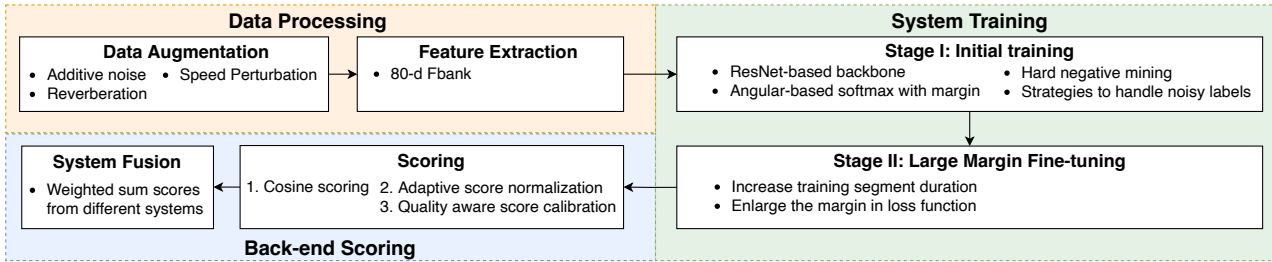 Data Processing
Data Augmentation
• Additive noise • Speed Perturbation
• Reverberation
Feature Extraction
• 80-d Fbank
System Training
Stage I: Initial training
• ResNet-based backbone • Hard negative mining
• Angular-based softmax with margin • Strategies to handle noisy labels
Stage II: Large Margin Fine-tuning
• Increase training segment duration
• Enlarge the margin in loss function
Scoring
1. Cosine scoring 2. Adaptive score normalization
3. Quality aware score calibration
System Fusion
• Weighted sum scores
from different systems
Back-end Scoring